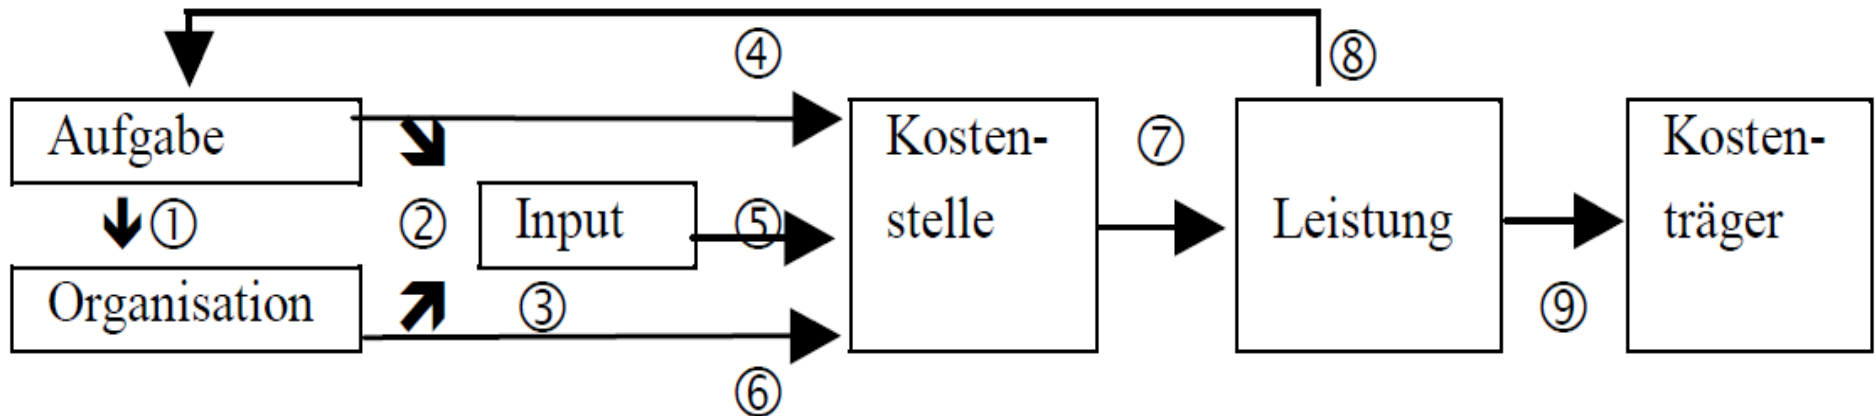 ④
⑧
Aufgabe
Kosten-
stelle
⑦
Leistung
Kosten-
träger
①
②
Input
⑤
Organisation
③
⑨
⑥